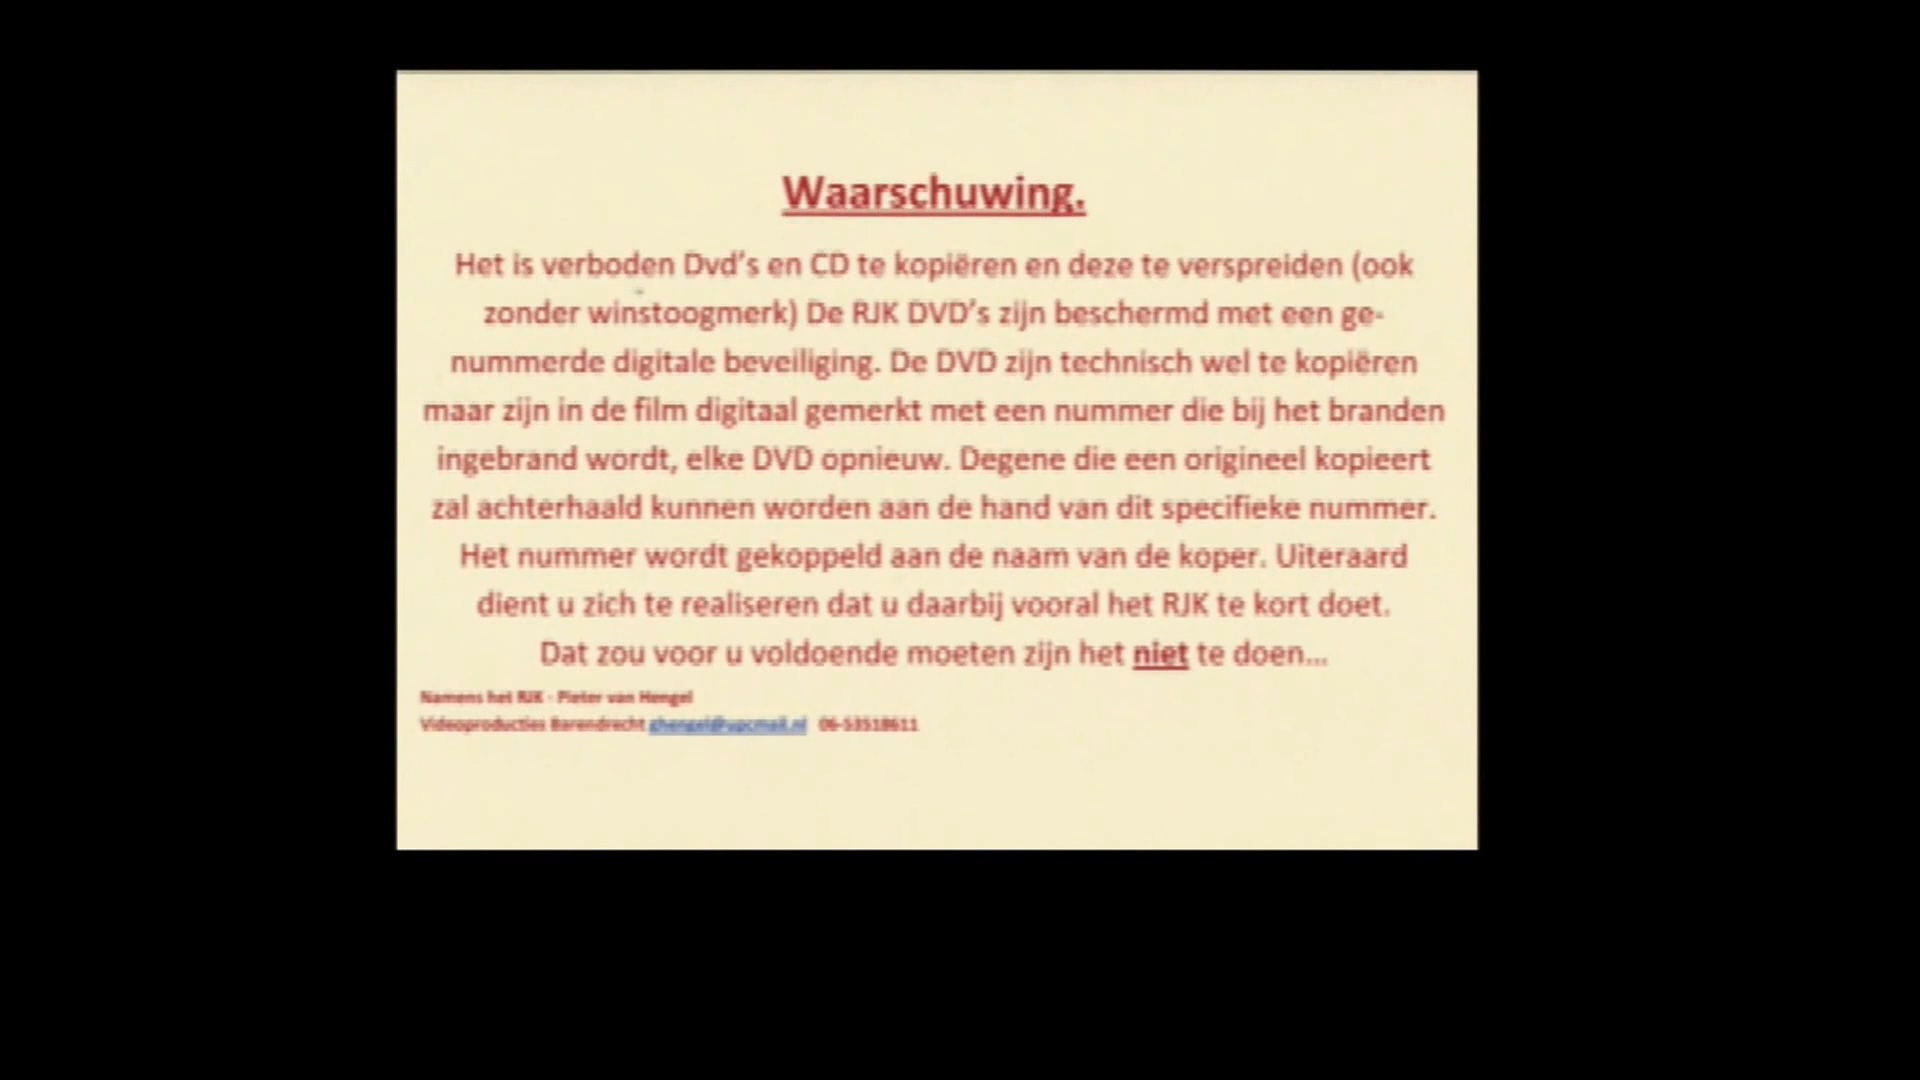 Waarschuwing.
Het is verboden Dvd's en CD te kopiëren en deze te verspreiden (ook
zonder winstoogmerk) De RJK DVD's zijn beschermd met een ge-
nummerde digitale beveiliging. De DVD zijn technisch wel te kopiëren
maar zijn in de film digitaal gemerkt met een nummer die bij het branden
ingebrand wordt, elke DVD opnieuw. Degene die een origineel kopieert
zal achterhaald kunnen worden aan de hand van dit specifieke nummer.
Het nummer wordt gekoppeld aan de naam van de koper. Uiteraard
dient u zich te realiseren dat u daarbij vooral het RJK te kort doet.
Dat zou voor u voldoende moeten zijn het niet te doen...
Namens het RJK - Pieter van Hengel
Videoproducties Barendrecht 06-53518611